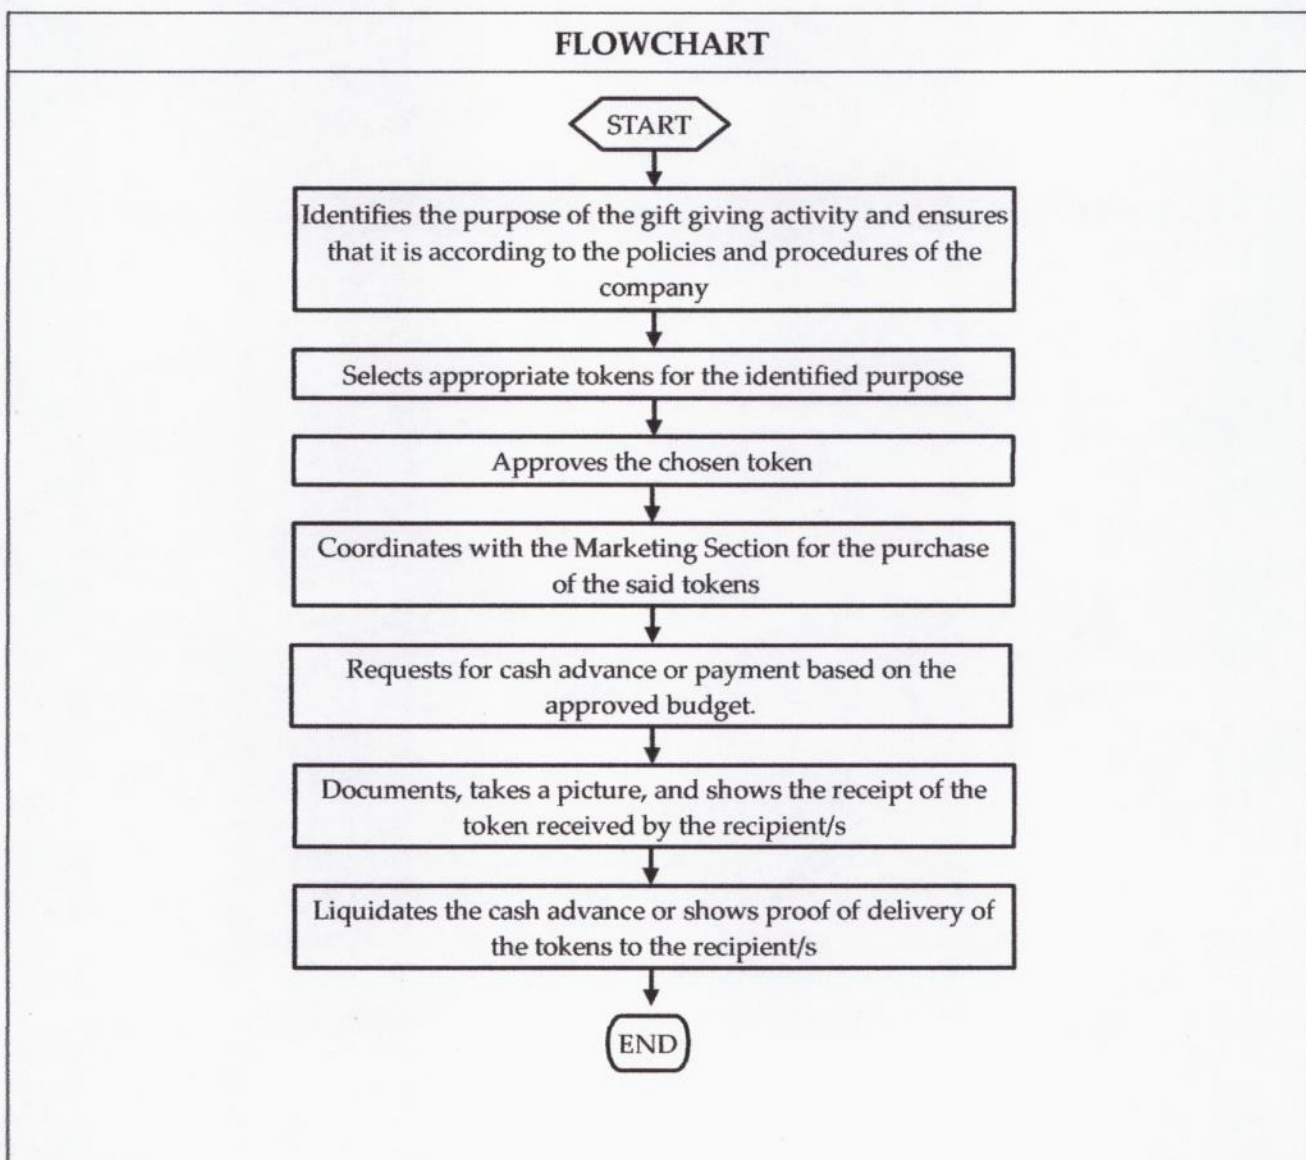 FLOWCHART
START
Identifies the purpose of the gift giving activity and ensures
that it is according to the policies and procedures of the
company
Selects appropriate tokens for the identified purpose
Approves the chosen token
Coordinates with the Marketing Section for the purchase
of the said tokens
Requests for cash advance or payment based on the
approved budget.
Documents, takes a picture, and shows the receipt of the
token received by the recipient/s
Liquidates the cash advance or shows proof of delivery of
the tokens to the recipient/s
END